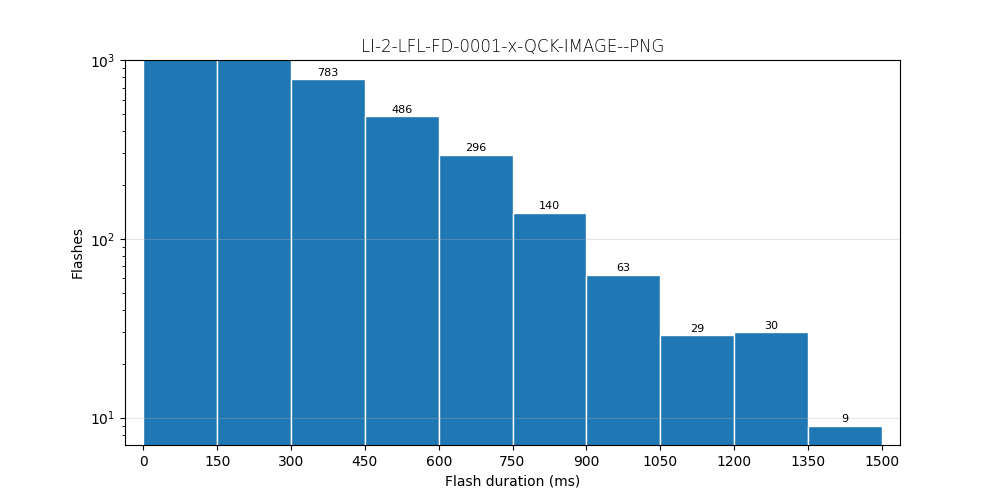 LI-2-LFL-FD-0001-x-QCK-IMAGE--PNG
10³
783
486
296
140
10²
63
29
30
10¹
9
Flashes
0 150 300 450 600 750 900 1050 1200 1350 1500
Flash duration (ms)